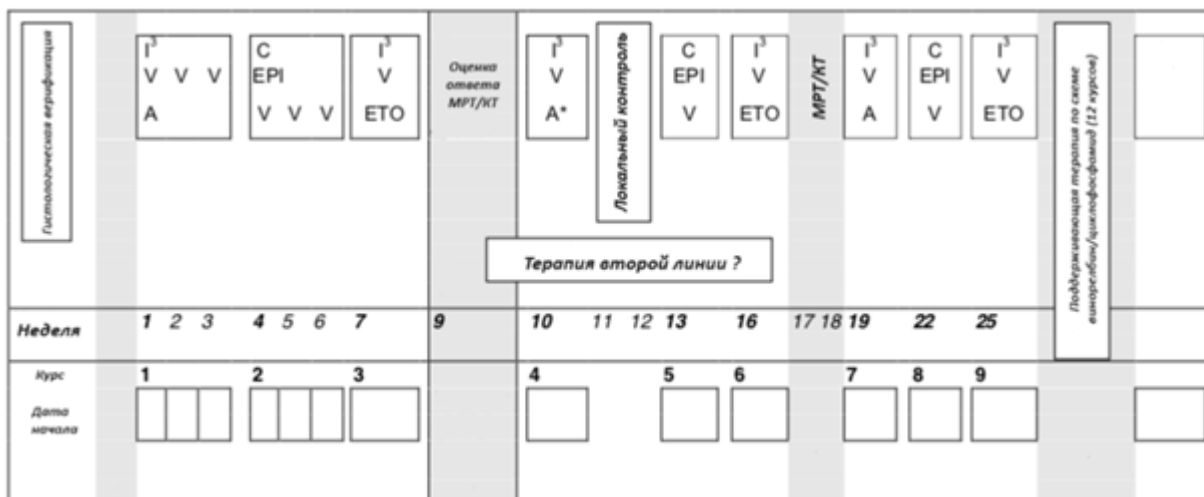 Гистологическая верификация
I³
V V V
A
C
EPI
V V V
I³
V
ETO
Оценка
ответа
МРТ/КТ
I³
V
A*
Локальный контроль
C
EPI
V
I³
V
ETO
МРТ/КТ
I³
V
A
C
EPI
V
I³
V
ETO
Поддерживающая терапия по схеме
винорелбин/циклофосфамид (12 курсов)
Терапия второй линии ?
Неделя 1 2 3 4 5 6 7 9 10 11 12 13 16 17 18 19 22 25
Курс 1 2 3 4 5 6 7 8 9
Дата
начала